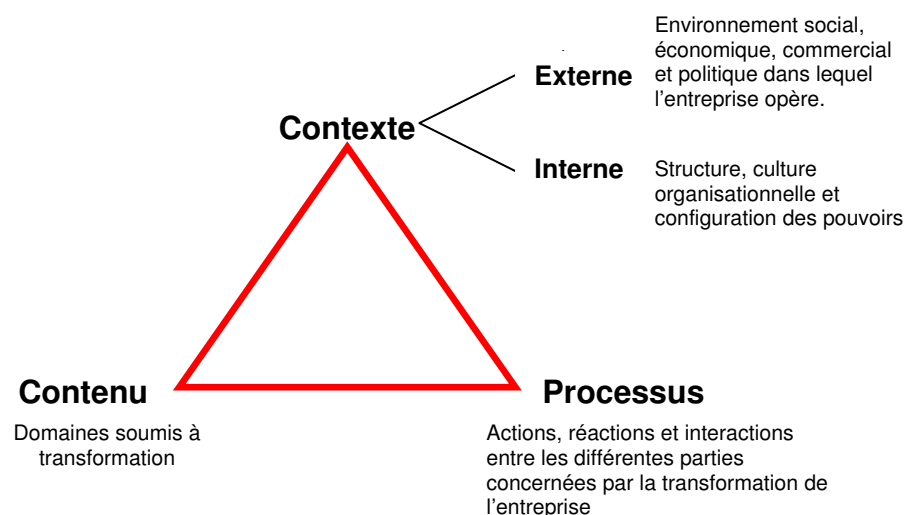 Environnement social,
économique, commercial
et politique dans lequel
l'entreprise opère.
Externe
Contexte
Interne
Structure, culture
organisationnelle et
configuration des pouvoirs
Contenu
Domaines soumis à
transformation
Processus
Actions, réactions et interactions
entre les différentes parties
concernées par la transformation de
l'entreprise